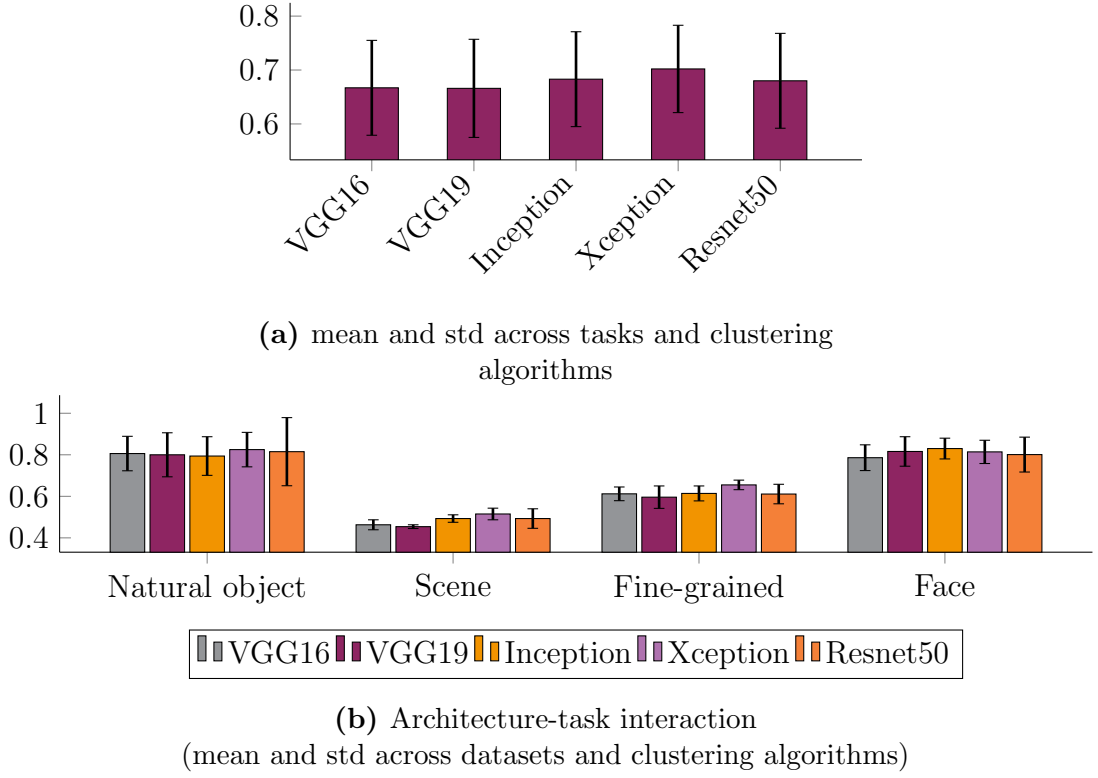 0.8
0.7
0.6
VGG16
VGG19
Inception
Xception
Resnet50
(a) mean and std across tasks and clustering
algorithms
1
0.8
0.6
0.4
Natural object Scene Fine-grained Face
VGG16 VGG19 Inception Xception Resnet50
(b) Architecture-task interaction
(mean and std across datasets and clustering algorithms)